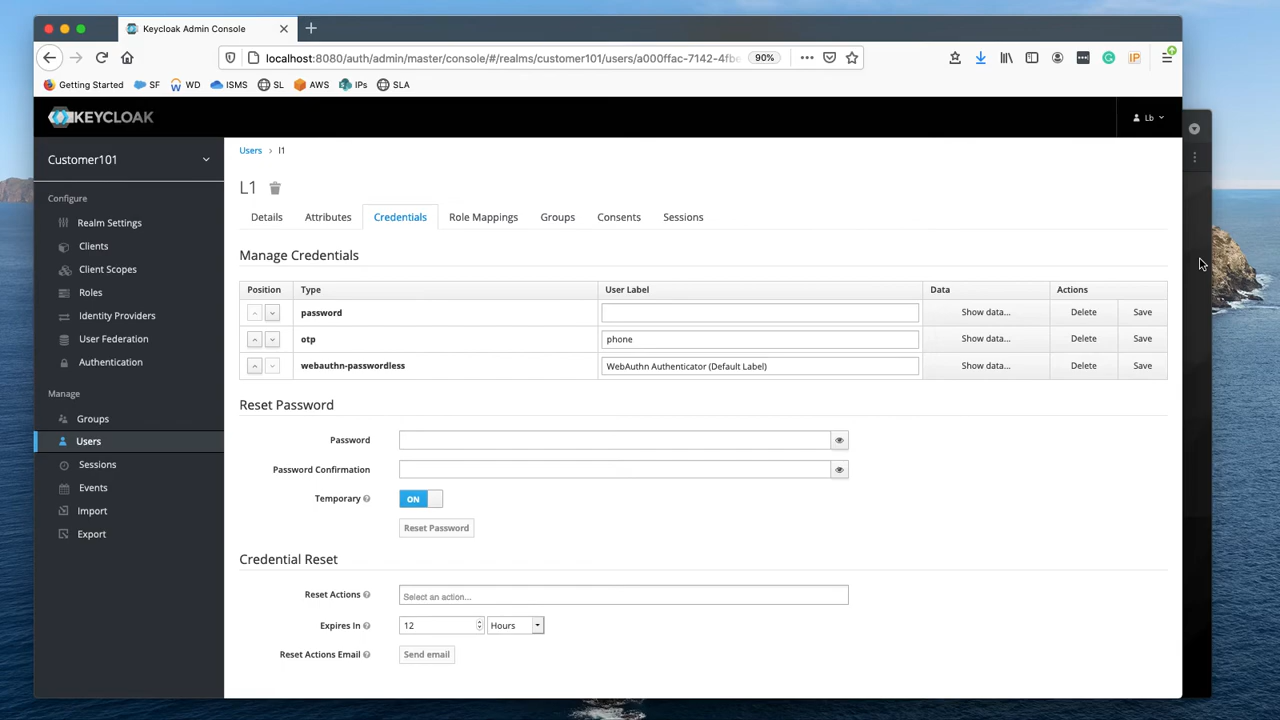 Keycloak Admin Console
localhost:8080/auth/admin/master/console/#/realms/customer101/users/a000ffac-7142-4fbe
90%
Getting Started SF WD ISMS SL AWS IPs SLA
KEYCLOAK
Lb
Customer101
Configure
Realm Settings
Clients
Client Scopes
Roles
Identity Providers
User Federation
Authentication
Manage
Groups
Users
Sessions
Events
Import
Export
Users > l1
L1
Details Attributes Credentials Role Mappings Groups Consents Sessions
Manage Credentials
Position Type User Label Data Actions
password Show data... Delete Save
otp phone Show data... Delete Save
webauthn-passwordless WebAuthn Authenticator (Default Label) Show data... Delete Save
Reset Password
Password
Password Confirmation
Temporary ON
Reset Password
Credential Reset
Reset Actions Select an action...
Expires In 12 Hours
Reset Actions Email Send email